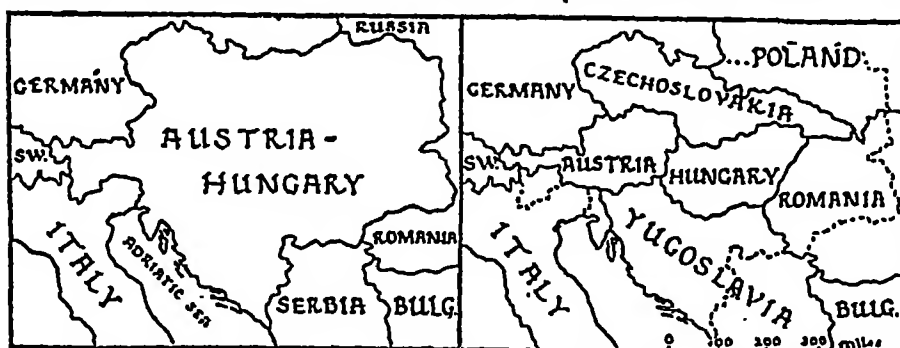 RUSSIA
GERMANY
AUSTRIA-
HUNGARY
SW.
ITALY
ADRIATIC SEA
ROMANIA
SERBIA
BULG.
POLAND
CZECHOSLOVAKIA
GERMANY
SW.
AUSTRIA
HUNGARY
ROMANIA
ITALY
YUGOSLAVIA
BULG.
0 100 200 300 miles